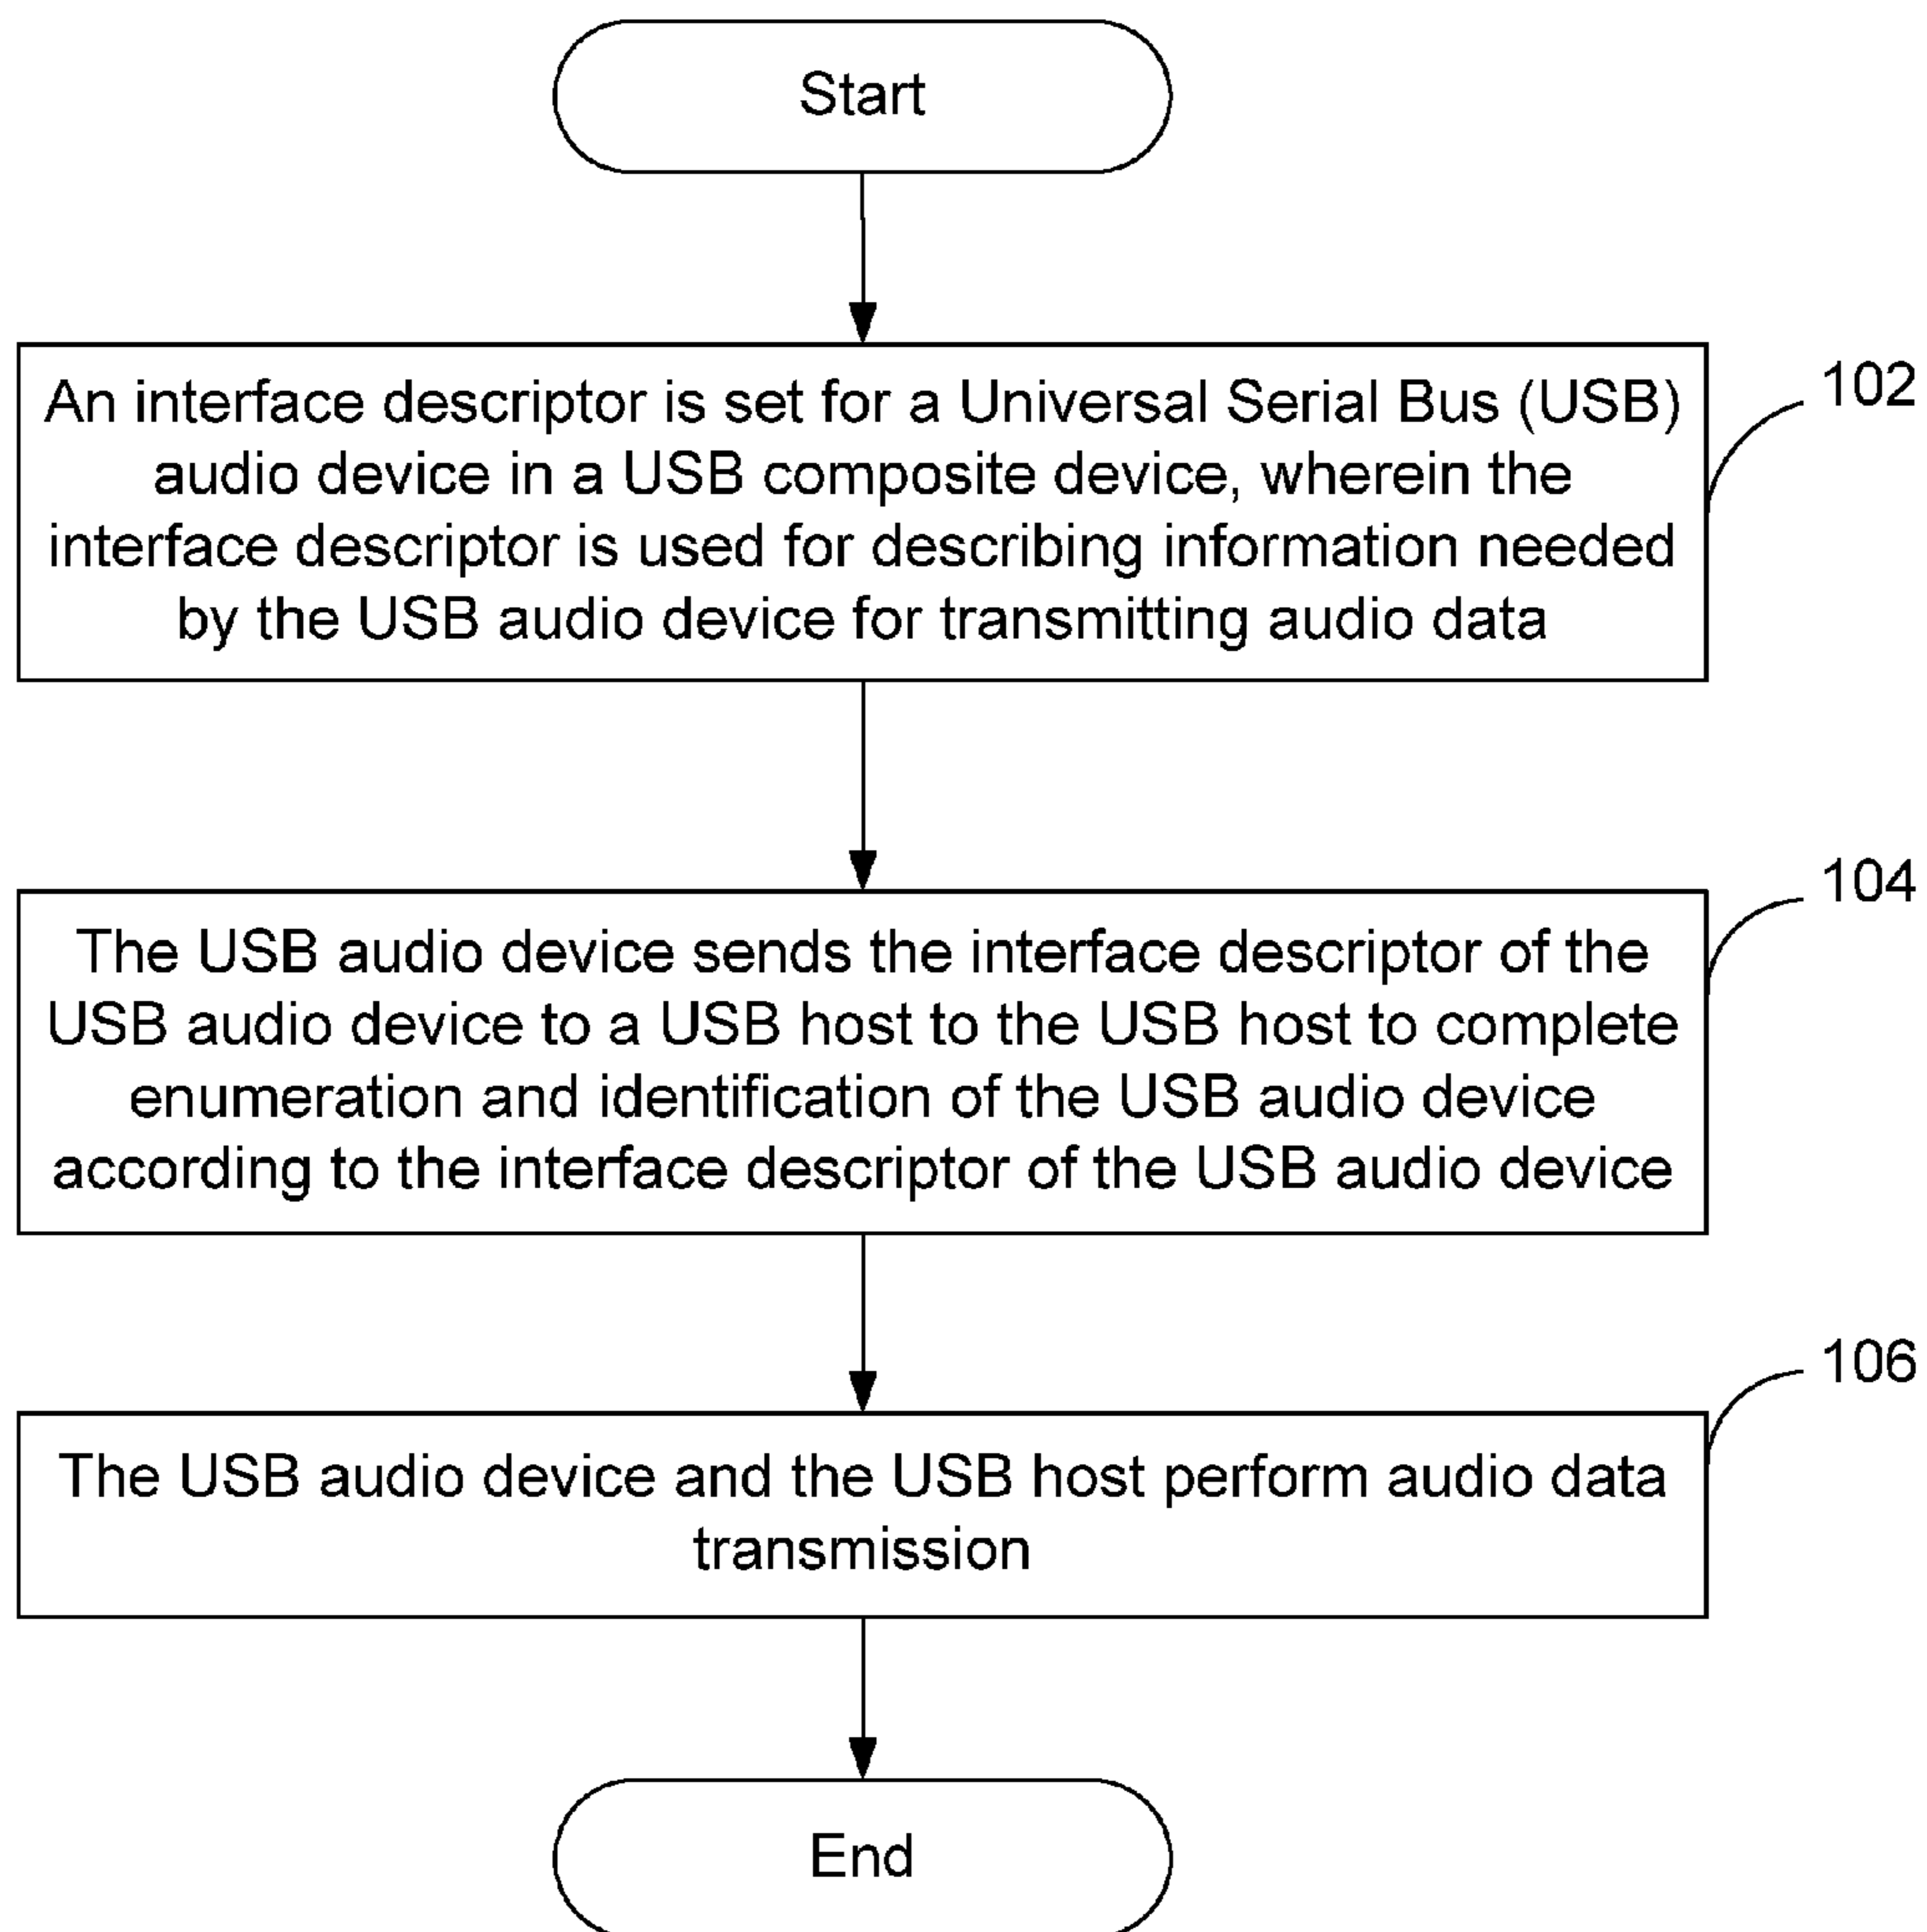 Start
An interface descriptor is set for a Universal Serial Bus (USB)
audio device in a USB composite device, wherein the
interface descriptor is used for describing information needed
by the USB audio device for transmitting audio data
102
The USB audio device sends the interface descriptor of the
USB audio device to a USB host to the USB host to complete
enumeration and identification of the USB audio device
according to the interface descriptor of the USB audio device
104
The USB audio device and the USB host perform audio data
transmission
106
End